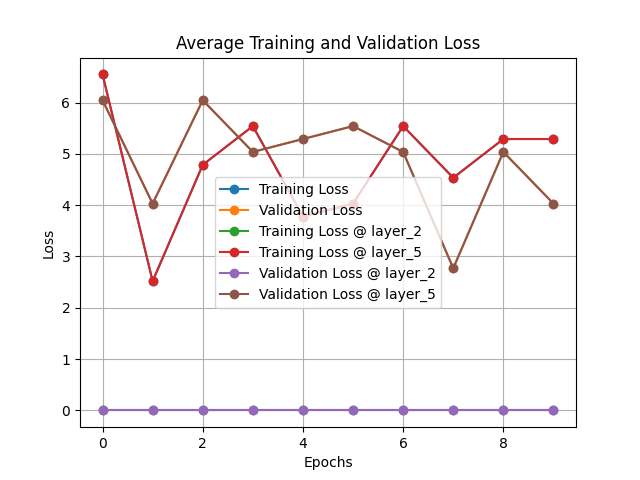 Average Training and Validation Loss
Loss
6
5
4
3
2
1
0
Training Loss
Validation Loss
Training Loss @ layer_2
Training Loss @ layer_5
Validation Loss @ layer_2
Validation Loss @ layer_5
0 2 4 6 8
Epochs